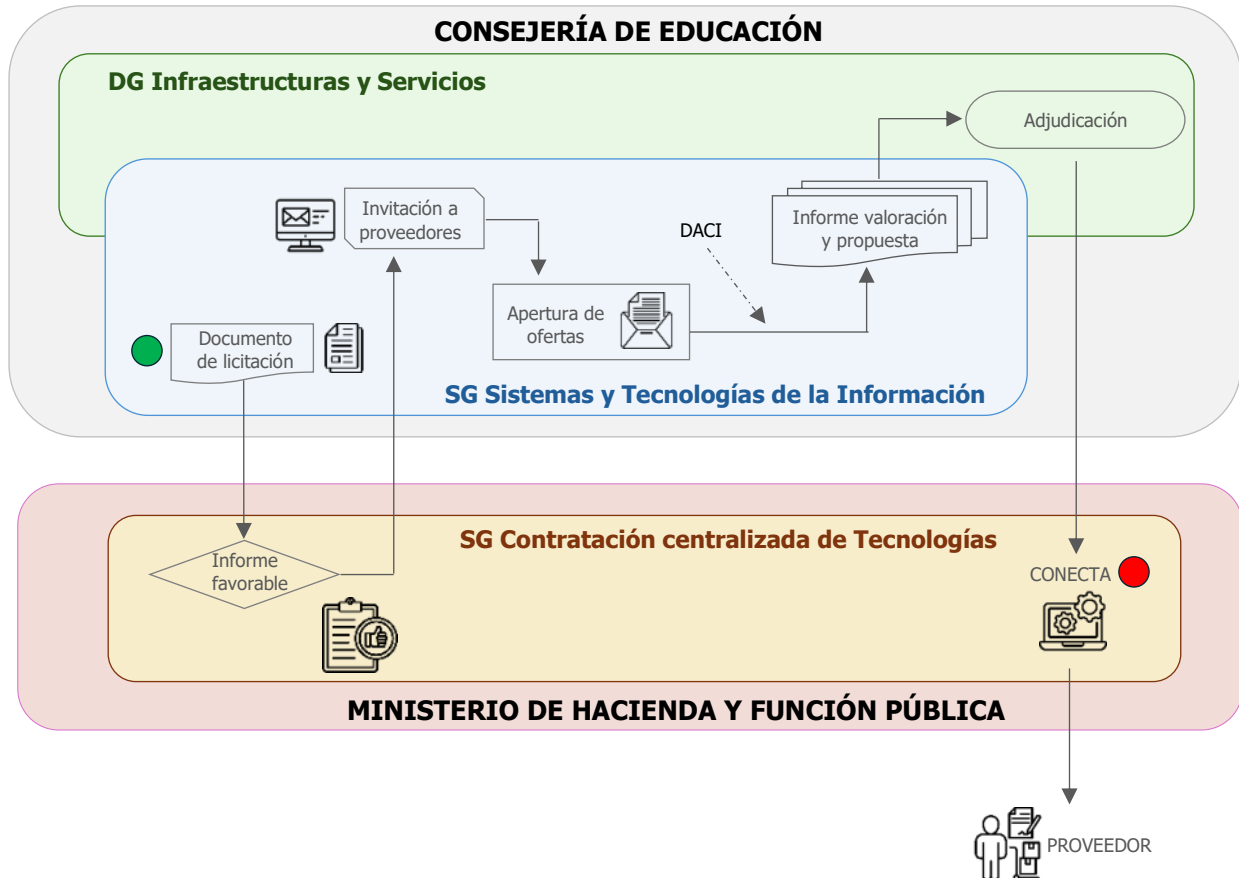 CONSEJERÍA DE EDUCACIÓN
DG Infraestructuras y Servicios
Adjudicación
Invitación a
proveedores
DACI
Informe valoración
y propuesta
Apertura de
ofertas
Documento
de licitación
SG Sistemas y Tecnologías de la Información
SG Contratación centralizada de Tecnologías
Informe
favorable
CONECTA
MINISTERIO DE HACIENDA Y FUNCIÓN PÚBLICA
PROVEEDOR